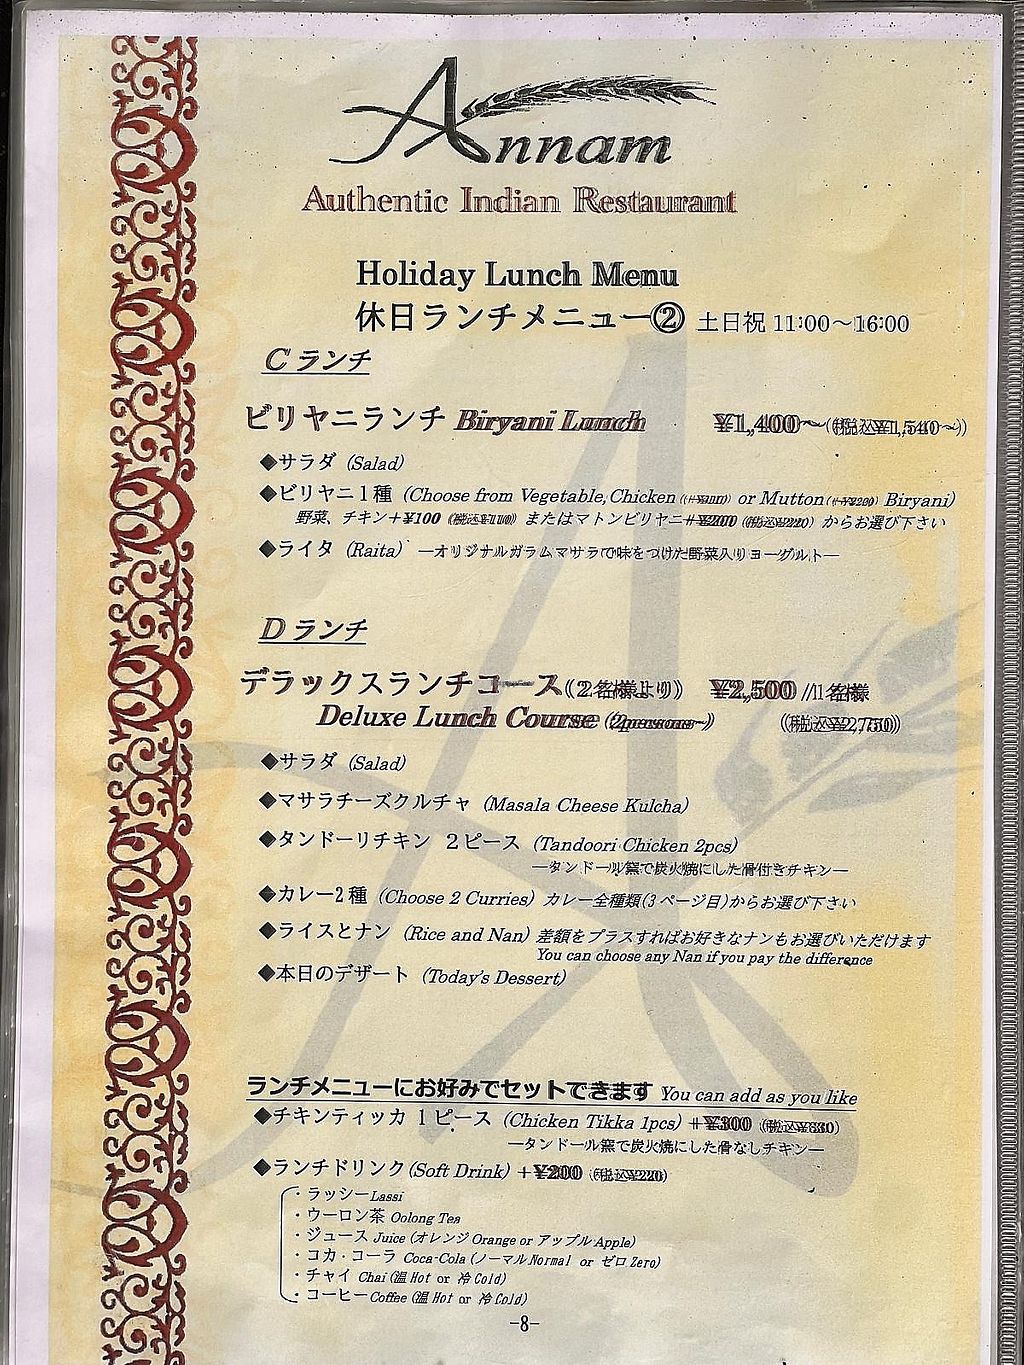 Annam
Authentic Indian Restaurant
Holiday Lunch Menu
休日ランチメニュー② 土日祝 11:00～16:00
C ランチ
ビリヤニランチ Biryani Lunch ¥1,400～(税込¥1,540～)
◆サラダ (Salad)
◆ビリヤニ1種 (Choose from Vegetable, Chicken or Mutton(+¥200) Biryani)
野菜、チキン+¥100 (税込¥110) またはマトンビリヤニ+¥200 (税込¥220) からお選び下さい
◆ライタ (Raita) ―オリジナルガラムマサラで味をつけた野菜入りヨーグルト―
D ランチ
デラックスランチコース(2名様より) ¥2,500 /1名様
Deluxe Lunch Course (2persons~) (税込¥2,750)
◆サラダ (Salad)
◆マサラチーズクルチャ (Masala Cheese Kulcha)
◆タンドーリチキン 2ピース (Tandoori Chicken 2pcs)
―タンドール窯で炭火焼にした骨付きチキン―
◆カレー2種 (Choose 2 Curries) カレー全種類(3ページ目)からお選び下さい
◆ライスとナン (Rice and Nan) 差額をプラスすればお好きなナンもお選びいただけます
You can choose any Nan if you pay the difference
◆本日のデザート (Today's Dessert)
ランチメニューにお好みでセットできます You can add as you like
◆チキンティッカ 1ピース (Chicken Tikka 1pcs) +¥300 (税込¥330)
―タンドール窯で炭火焼にした骨なしチキン―
◆ランチドリンク(Soft Drink) +¥200 (税込¥220)
・ラッシーLassi
・ウーロン茶 Oolong Tea
・ジュース Juice (オレンジ Orange or アップル Apple)
・コカ・コーラ Coca-Cola (ノーマル Normal or ゼロ Zero)
・チャイ Chai (温 Hot or 冷 Cold)
・コーヒーCoffee (温 Hot or 冷 Cold)
-8-